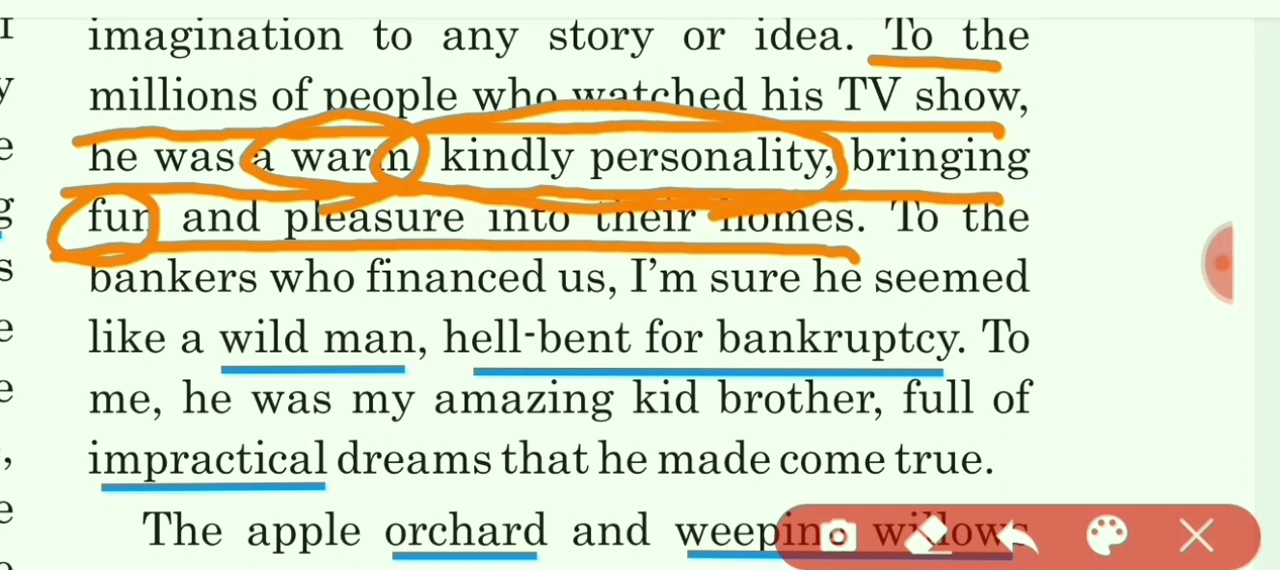 imagination to any story or idea. To the
millions of people who watched his TV show,
he was a warm kindly personality, bringing
fun and pleasure into their homes. To the
bankers who financed us, I'm sure he seemed
like a wild man, hell-bent for bankruptcy. To
me, he was my amazing kid brother, full of
impractical dreams that he made come true.
The apple orchard and weeping willows